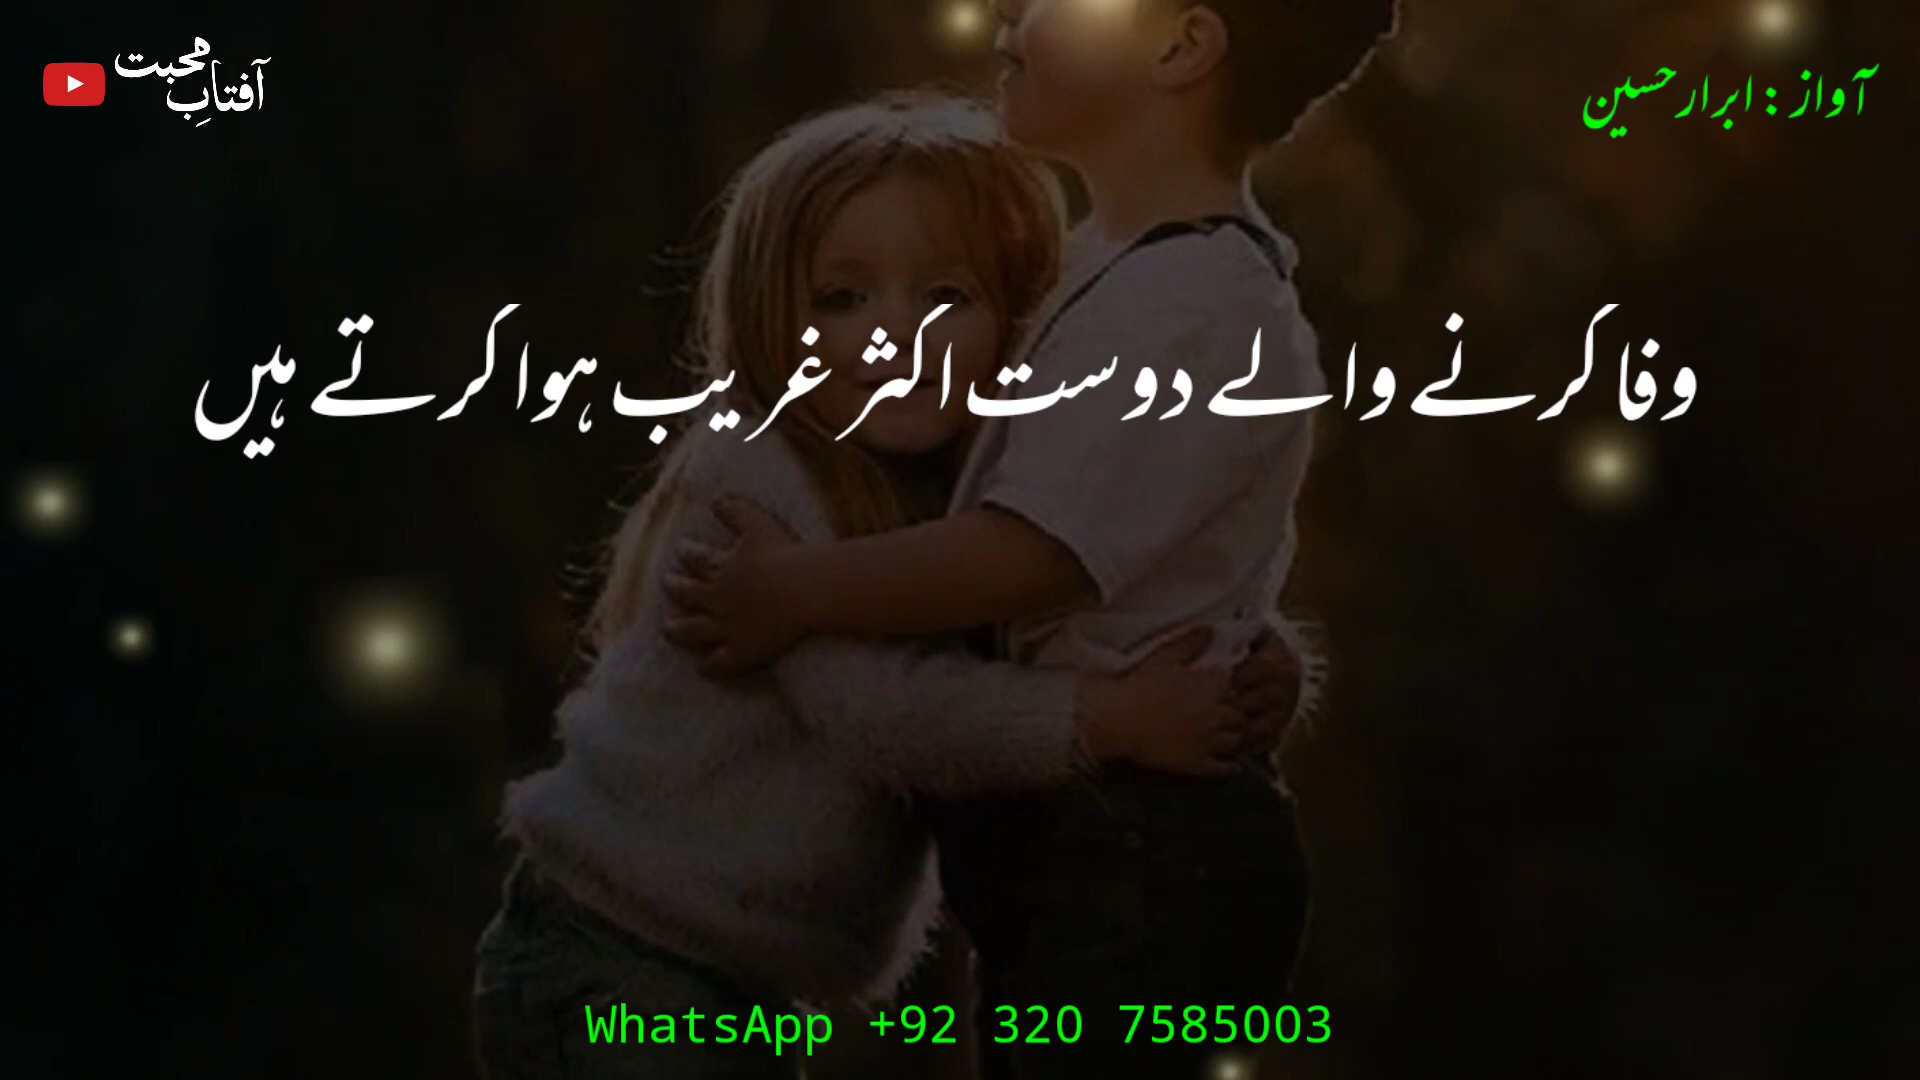 آفتابِ محبت
آواز : ابرار حسین
وفا کرنے والے دوست اکثر غریب ہوا کرتے ہیں
WhatsApp +92 320 7585003